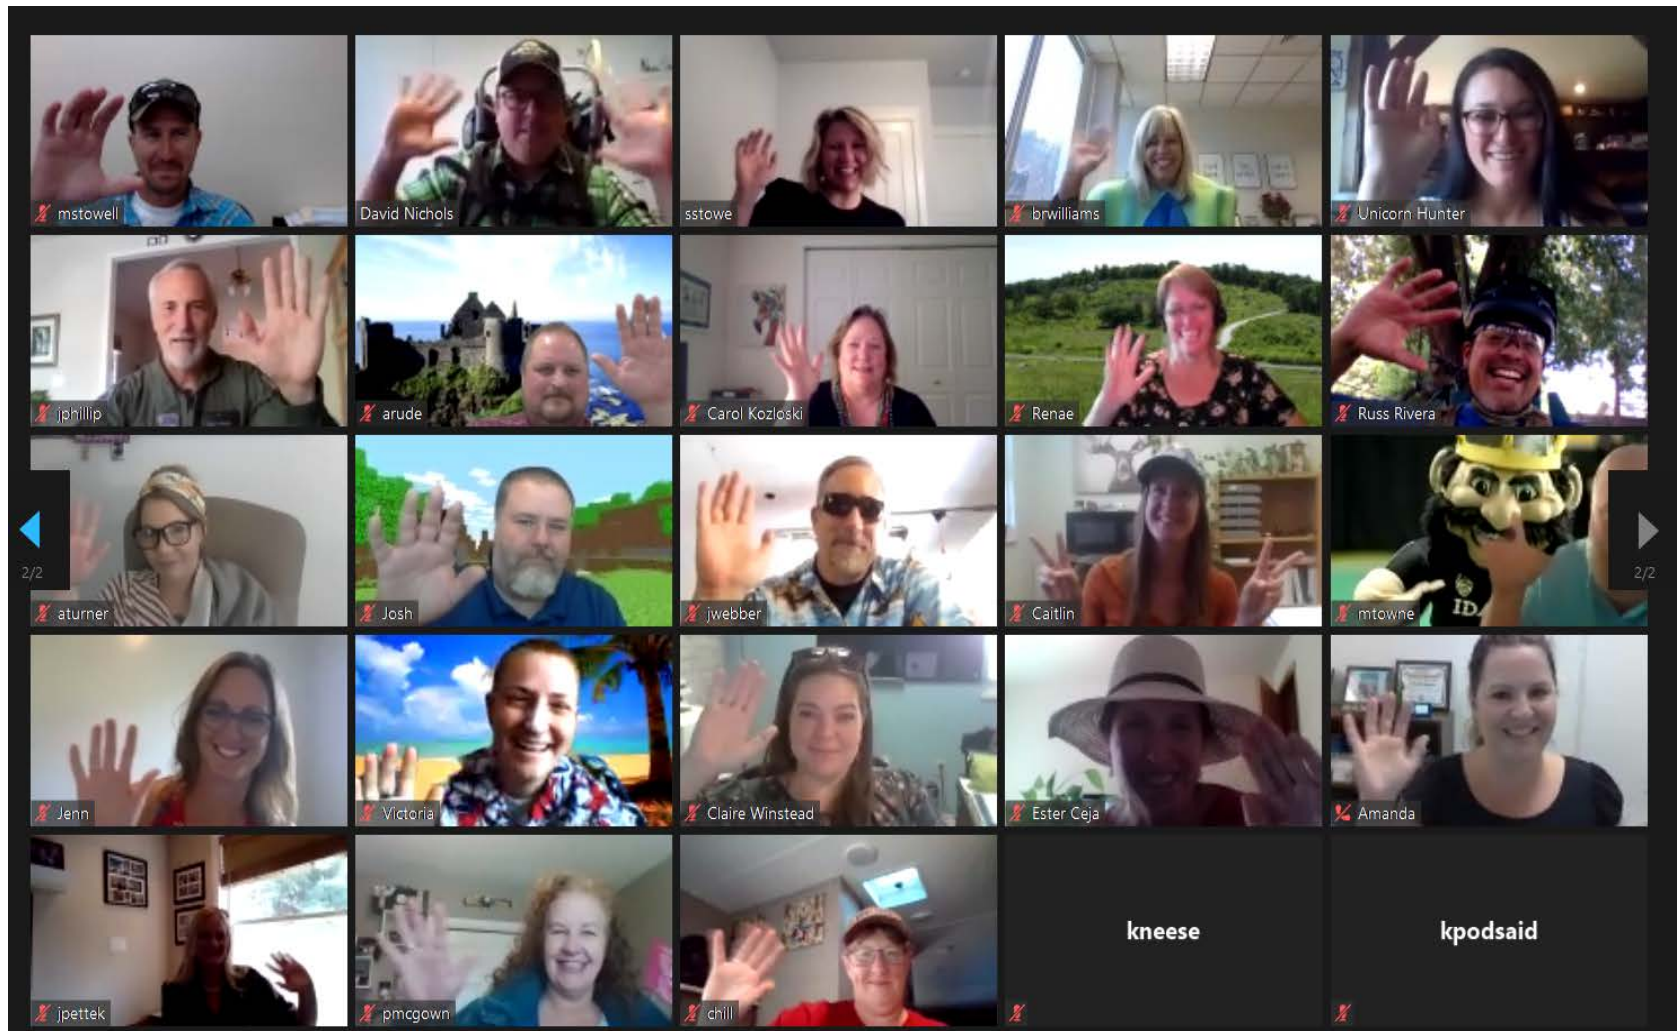 mstowell
David Nichols
sstowe
brwilliams
Unicorn Hunter
jphillip
arude
Carol Kozloski
Renae
Russ Rivera
2/2
aturner
Josh
jwebber
Caitlin
IDA
mtowne
2/2
Jenn
Victoria
Claire Winstead
Ester Ceja
Amanda
jpettek
pmcgown
chill
kneese
kpodsaid